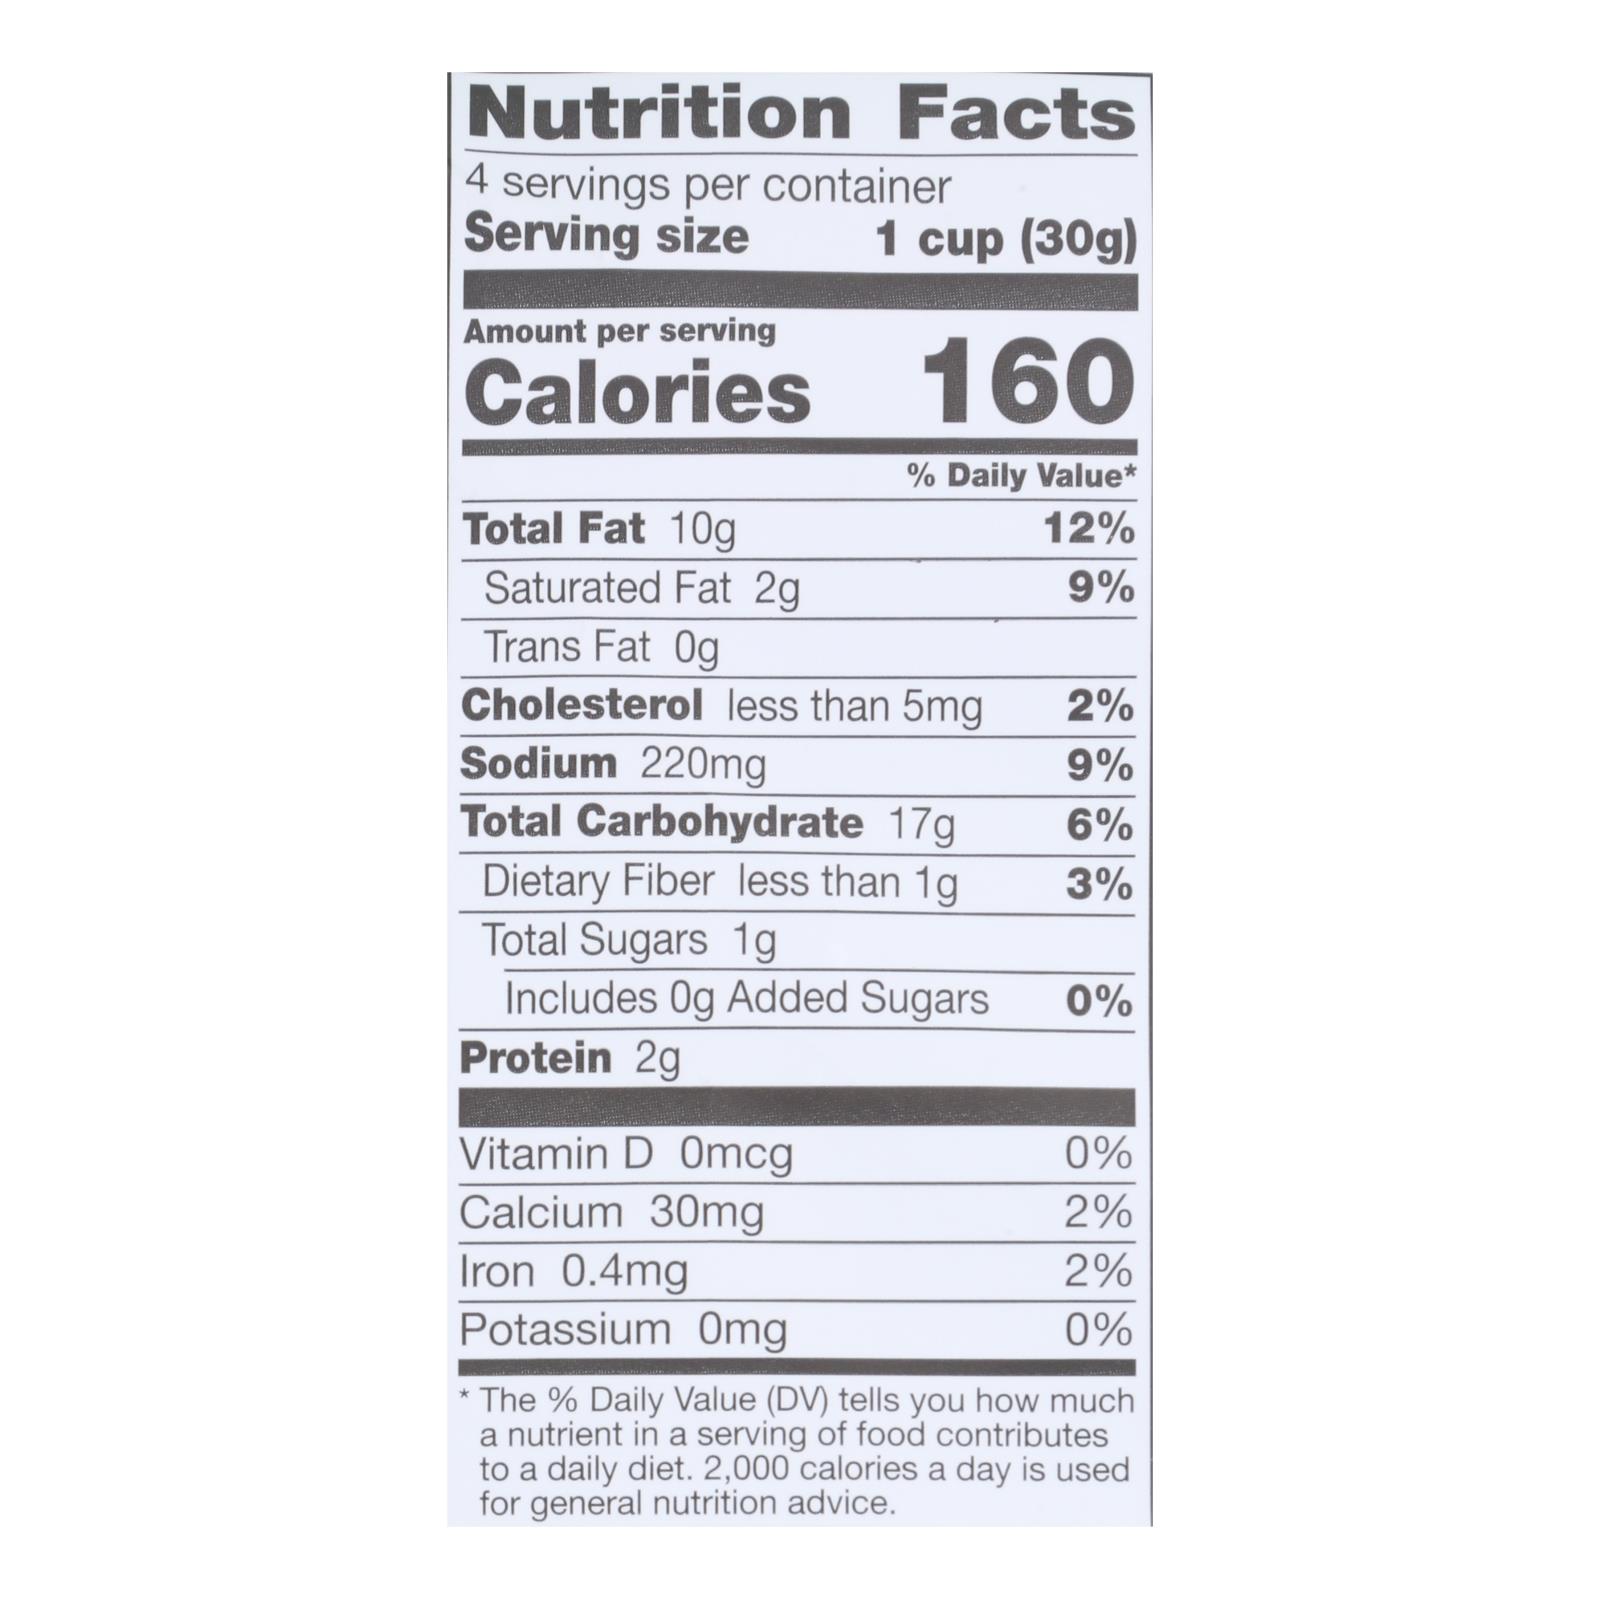 Nutrition Facts
4 servings per container
Serving size 1 cup (30g)
Amount per serving
Calories 160
% Daily Value*
Total Fat 10g 12%
Saturated Fat 2g 9%
Trans Fat 0g
Cholesterol less than 5mg 2%
Sodium 220mg 9%
Total Carbohydrate 17g 6%
Dietary Fiber less than 1g 3%
Total Sugars 1g
Includes 0g Added Sugars 0%
Protein 2g
Vitamin D 0mcg 0%
Calcium 30mg 2%
Iron 0.4mg 2%
Potassium 0mg 0%
* The % Daily Value (DV) tells you how much
a nutrient in a serving of food contributes
to a daily diet. 2,000 calories a day is used
for general nutrition advice.